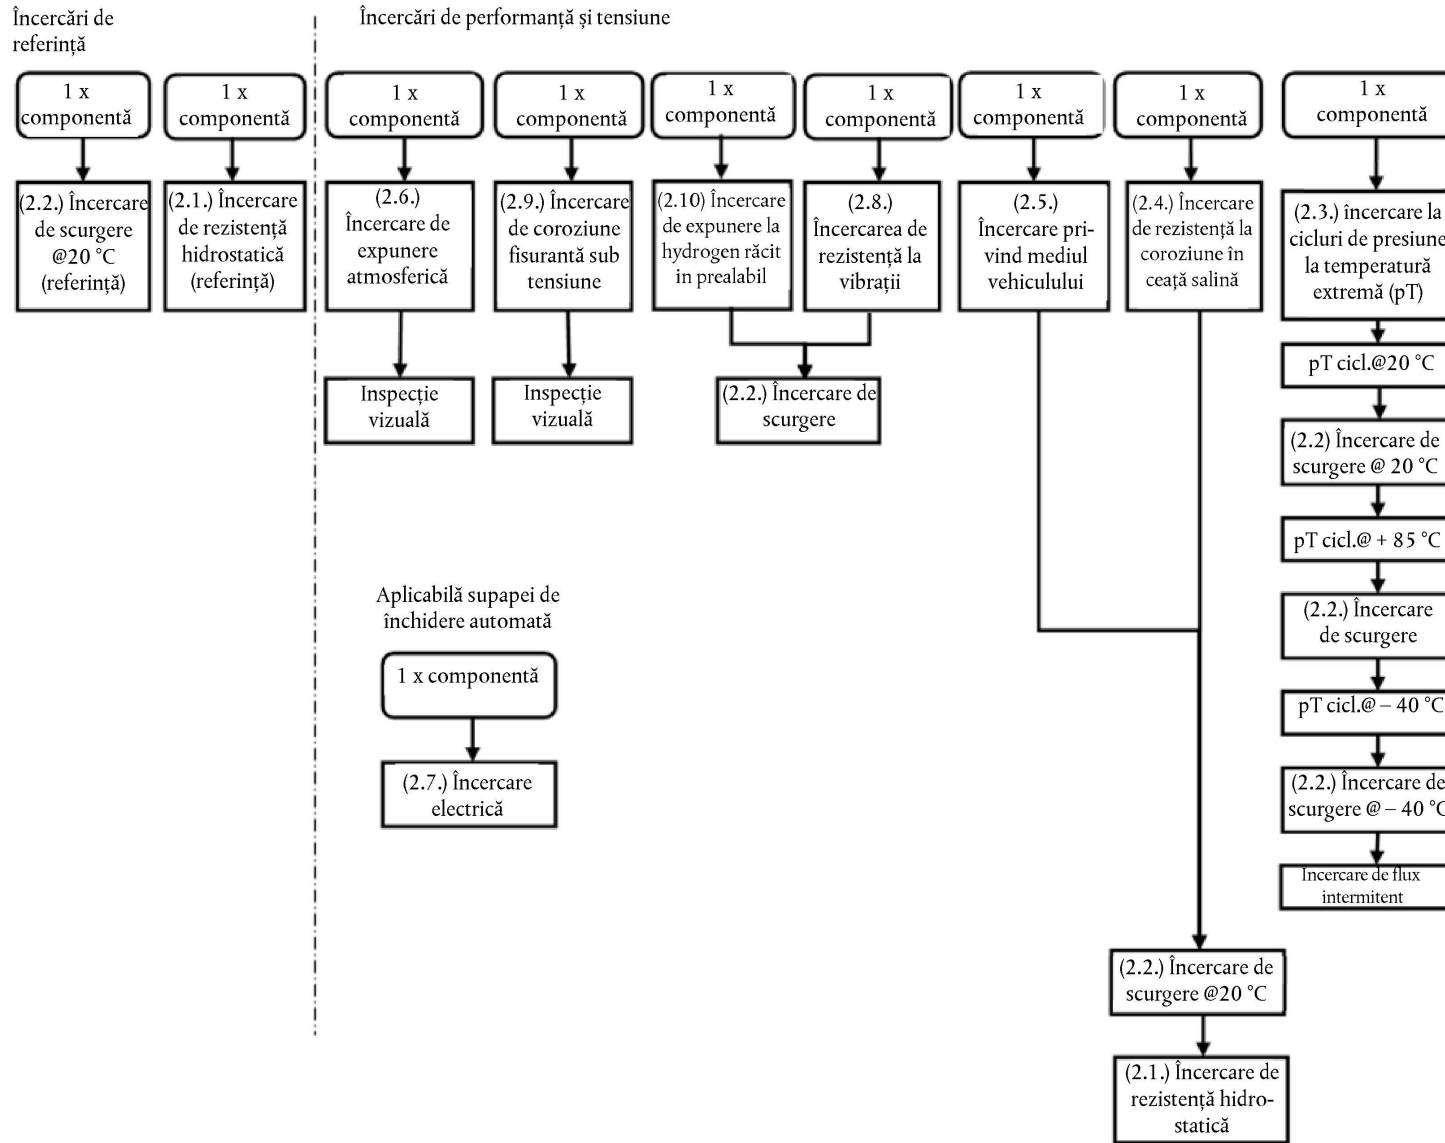 Încercări de
referință
Încercări de performanță și tensiune
1 x
componentă
1 x
componentă
1 x
componentă
1 x
componentă
1 x
componentă
1 x
componentă
1 x
componentă
1 x
componentă
1 x
componentă
(2.2.) Încercare
de scurgere
@20 °C
(referință)
(2.1.) Încercare
de rezistență
hidrostatică
(referință)
(2.6.)
Încercare de
expunere
atmosferică
(2.9.) Încercare
de coroziune
fisurantă sub
tensiune
(2.10) Încercare
de expunere la
hydrogen răcit
in prealabil
(2.8.)
Încercarea de
rezistență la
vibrații
(2.5.)
Încercare pri-
vind mediul
vehiculului
(2.4.) Încercare
de rezistență la
coroziune în
ceață salină
(2.3.) încercare la
cicluri de presiune
la temperatură
extremă (pT)
Inspecție
vizuală
Inspecție
vizuală
(2.2.) Încercare de
scurgere
pT cicl.@20 °C
(2.2) Încercare de
scurgere @ 20 °C
pT cicl.@ + 85 °C
(2.2.) Încercare
de scurgere
pT cicl.@ – 40 °C
(2.2.) Încercare de
scurgere @ – 40 °C
Incercare de flux
intermitent
Aplicabilă supapei de
închidere automată
1 x componentă
(2.7.) Încercare
electrică
(2.2.) Încercare de
scurgere @20 °C
(2.1.) Încercare de
rezistență hidro-
statică